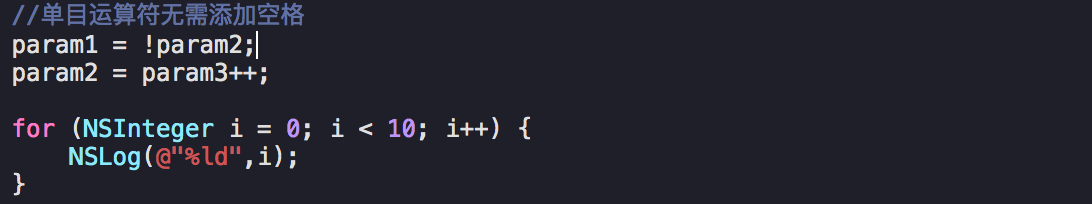 //单目运算符无需添加空格
param1 = !param2;
param2 = param3++;
for (NSInteger i = 0; i < 10; i++) {
    NSLog(@"%ld",i);
}